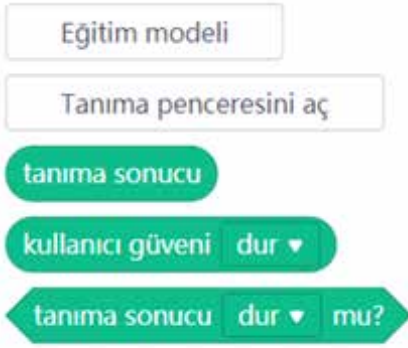 Eğitim modeli
Tanıma penceresini aç
tanıma sonucu
kullanıcı güveni dur
tanıma sonucu dur mu?